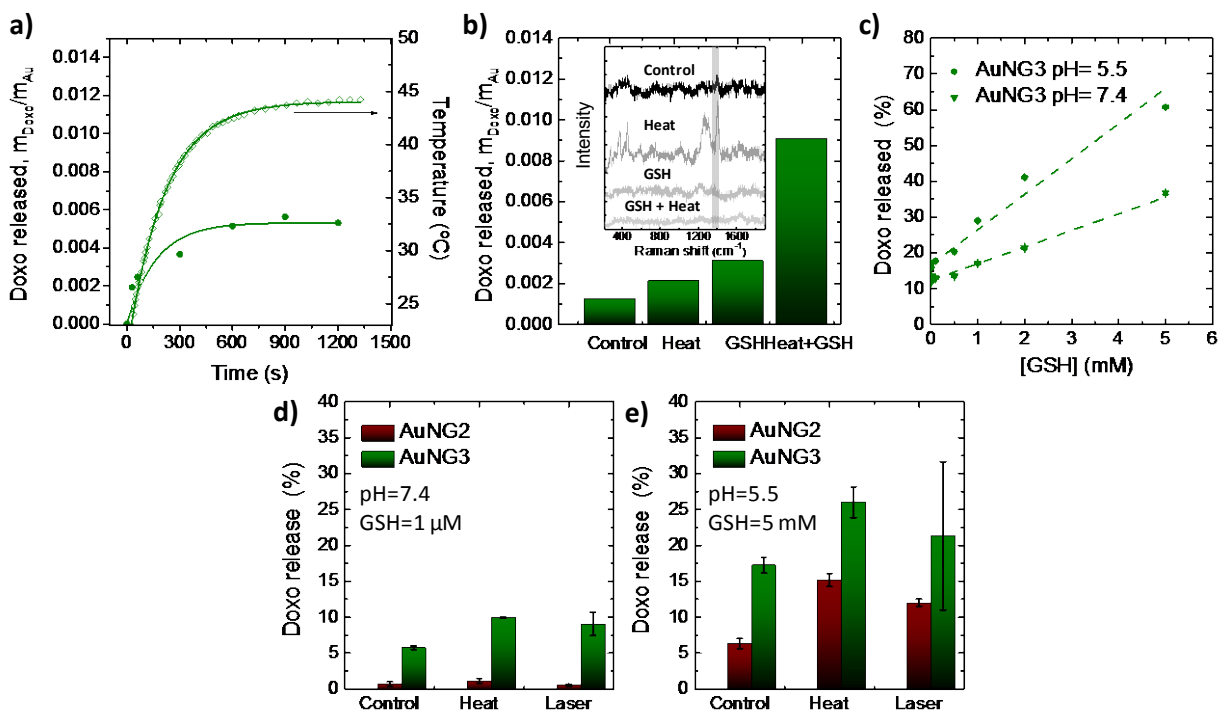 a)
0.014
0.012
0.010
0.008
0.006
0.004
0.002
0.000
Doxo released, m_Doxo/m_Au
0 300 600 900 1200 1500
Time (s)
50
45
40
35
30
25
Temperature (ºC)
b)
0.014
0.012
0.010
0.008
0.006
0.004
0.002
0.000
Doxo released, m_Doxo/m_Au
Control
Heat
GSH
GSH + Heat
Intensity
400 800 1200 1600
Raman shift (cm⁻¹)
Control Heat GSHHeat+GSH
c)
80
70
60
50
40
30
20
10
0
Doxo released (%)
AuNG3 pH= 5.5
AuNG3 pH= 7.4
0 1 2 3 4 5 6
[GSH] (mM)
d)
40
35
30
25
20
15
10
5
0
Doxo release (%)
AuNG2
AuNG3
pH=7.4
GSH=1 μM
Control Heat Laser
e)
40
35
30
25
20
15
10
5
0
Doxo release (%)
AuNG2
AuNG3
pH=5.5
GSH=5 mM
Control Heat Laser